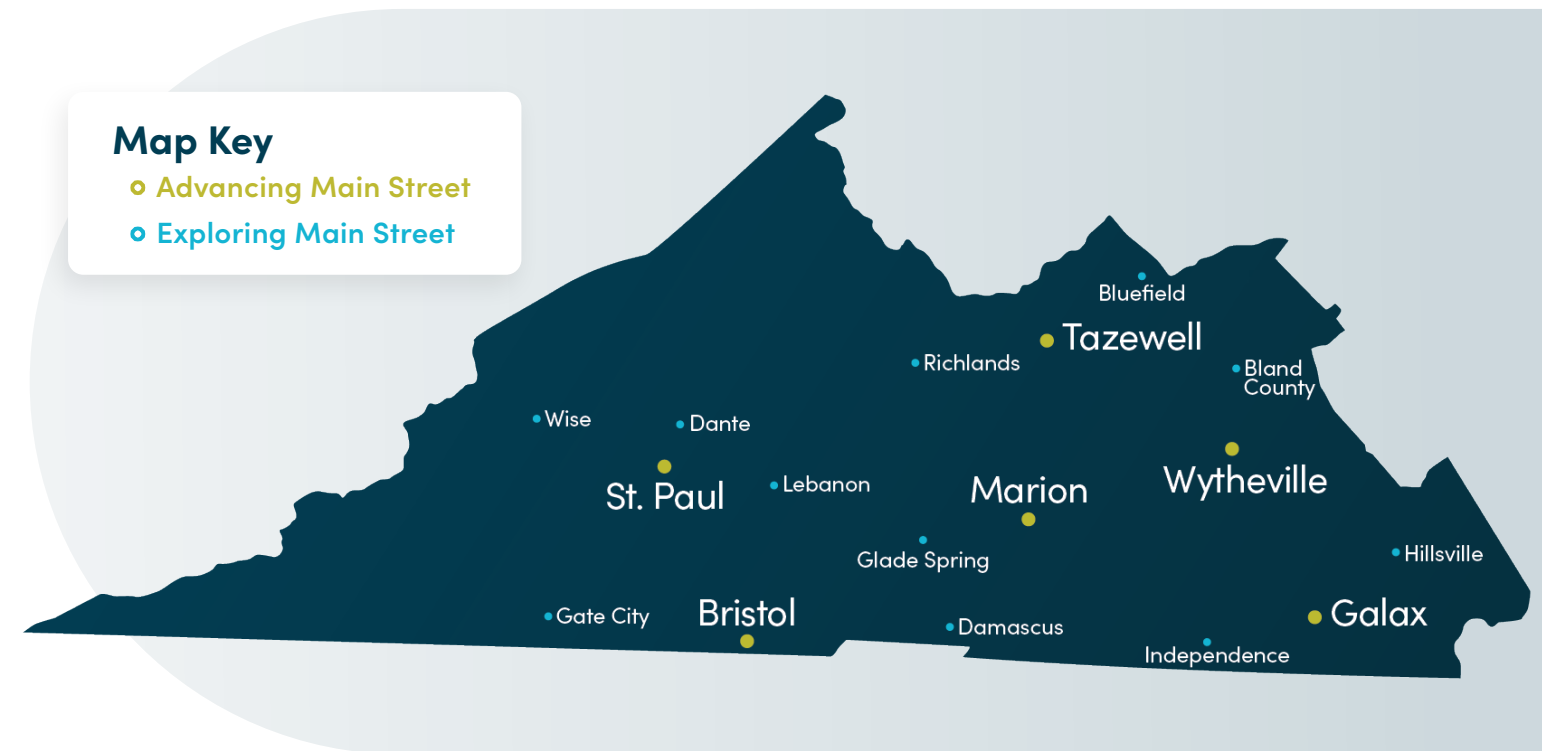 Map Key
Advancing Main Street
Exploring Main Street
Bluefield
Tazewell
Richlands
Bland
County
Wise
Dante
St. Paul
Lebanon
Marion
Wytheville
Glade Spring
Hillsville
Gate City
Bristol
Damascus
Galax
Independence